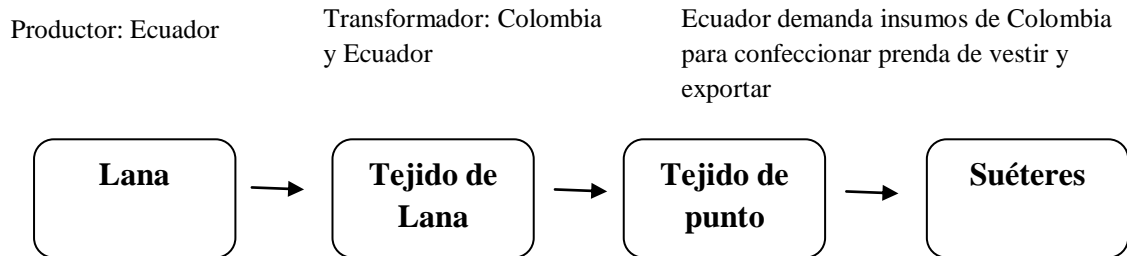 Productor: Ecuador
Transformador: Colombia
y Ecuador
Ecuador demanda insumos de Colombia
para confeccionar prenda de vestir y
exportar
Lana
Tejido de
Lana
Tejido de
punto
Suéteres